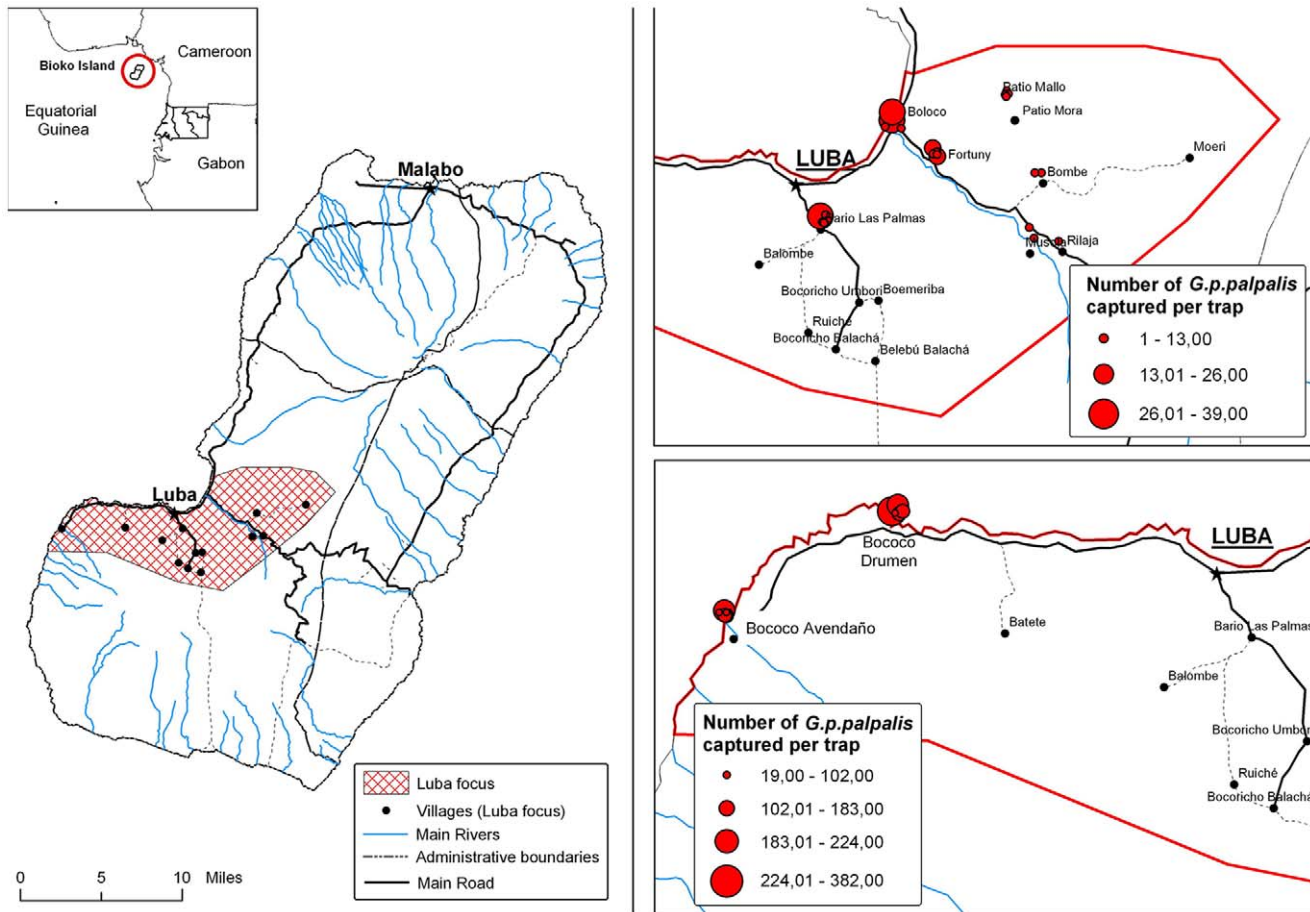 Cameroon
Bioko Island
Equatorial
Guinea
Gabon
Malabo
Luba
Luba focus
Villages (Luba focus)
Main Rivers
Administrative boundaries
Main Road
0 5 10 Miles
Patio Mallo
Boloco
Patio Mora
LUBA
Fortuny
Moeri
Bombe
Bario Las Palmas
Musola
Rilaja
Balombe
Bocoricho Umbori
Boemeriba
Ruiché
Bocoricho Balachá
Belebú Balachá
Number of G.p.palpalis
captured per trap
1 - 13,00
13,01 - 26,00
26,01 - 39,00
Bococo
Drumen
LUBA
Bococo Avendaño
Batete
Bario Las Palmas
Balombe
Bocoricho Umbori
Ruiché
Bocoricho Balachá
Number of G.p.palpalis
captured per trap
19,00 - 102,00
102,01 - 183,00
183,01 - 224,00
224,01 - 382,00